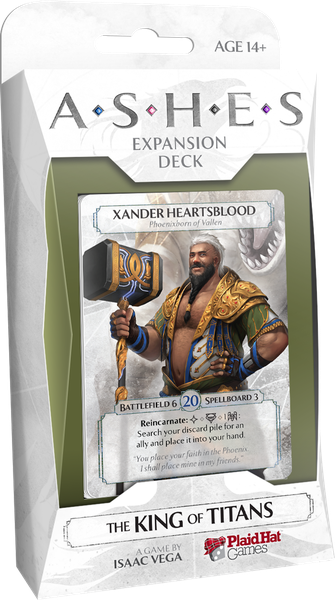 AGE 14+
A•S•H•E•S
EXPANSION
DECK
XANDER HEARTSBLOOD
Phoenixborn of Vallen
BATTLEFIELD 6 20 SPELLBOARD 3
Reincarnate:
Search your discard pile for an
ally and place it into your hand.
"You place your faith in the Phoenix.
I shall place mine in my friends."
THE KING OF TITANS
A GAME BY
ISAAC VEGA
Plaid Hat
Games